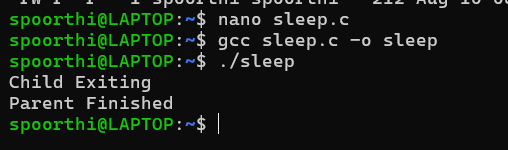 spoorthi@LAPTOP:~$ nano sleep.c
spoorthi@LAPTOP:~$ gcc sleep.c -o sleep
spoorthi@LAPTOP:~$ ./sleep
Child Exiting
Parent Finished
spoorthi@LAPTOP:~$